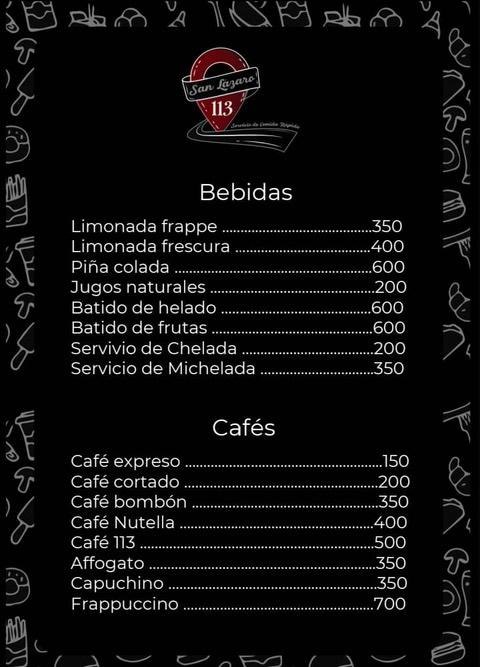 San Lazaro
113
Servicio de Comida Rápida
Bebidas
Limonada frappe ................................350
Limonada frescura .............................400
Piña colada ..........................................600
Jugos naturales ....................................200
Batido de helado .................................600
Batido de frutas ...................................600
Servivio de Chelada .............................200
Servicio de Michelada .........................350
Cafés
Café expreso ...........................................150
Café cortado ..........................................200
Café bombón .........................................350
Café Nutella ...........................................400
Café 113 ...................................................500
Affogato ..................................................350
Capuchino ..............................................350
Frappuccino ..........................................700